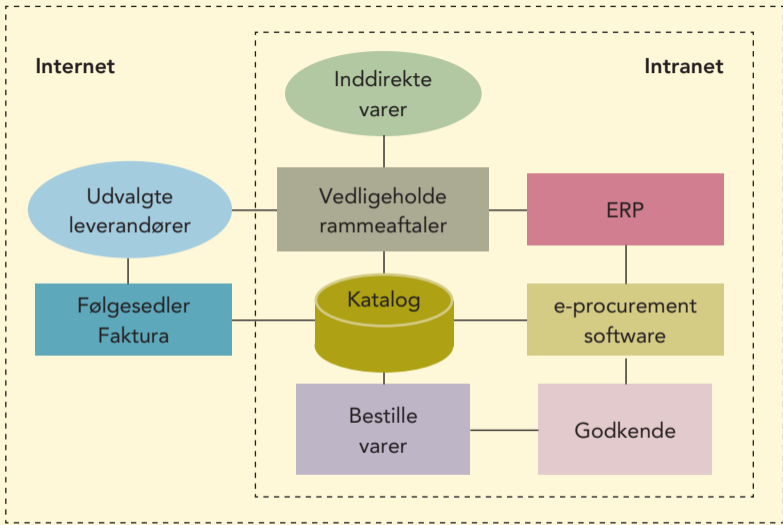 Internet
Intranet
Inddirekte
varer
Udvalgte
leverandører
Vedligeholde
rammeaftaler
ERP
Følgesedler
Faktura
Katalog
e-procurement
software
Bestille
varer
Godkende